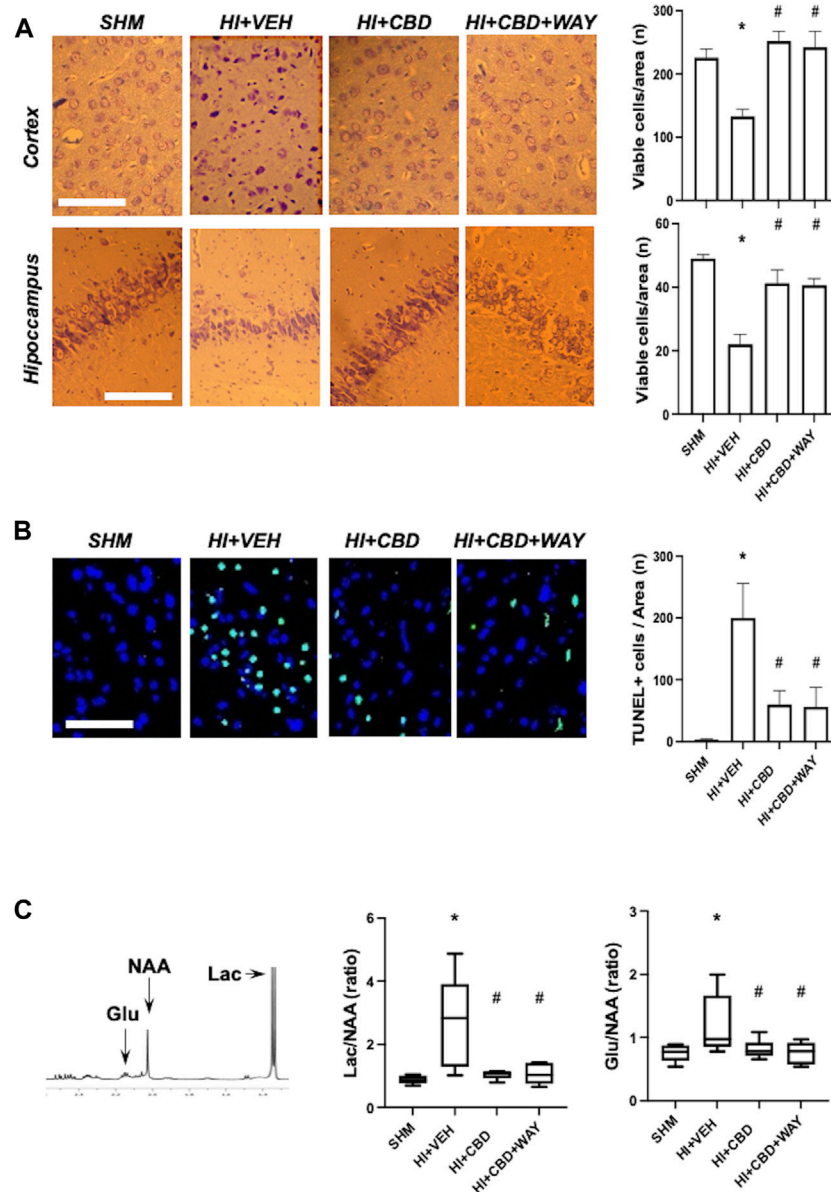 A
SHM HI+VEH HI+CBD HI+CBD+WAY
Cortex
Hipoccampus
Viable cells/area (n)
300
200
100
0
* # #
Viable cells/area (n)
60
40
20
0
* # #
SHM HI+VEH HI+CBD HI+CBD+WAY
B
SHM HI+VEH HI+CBD HI+CBD+WAY
TUNEL+ cells / Area (n)
300
200
100
0
* # #
SHM HI+VEH HI+CBD HI+CBD+WAY
C
Glu
NAA
Lac
Lac/NAA (ratio)
6
4
2
0
* # #
SHM HI+VEH HI+CBD HI+CBD+WAY
Glu/NAA (ratio)
3
2
1
0
* # #
SHM HI+VEH HI+CBD HI+CBD+WAY